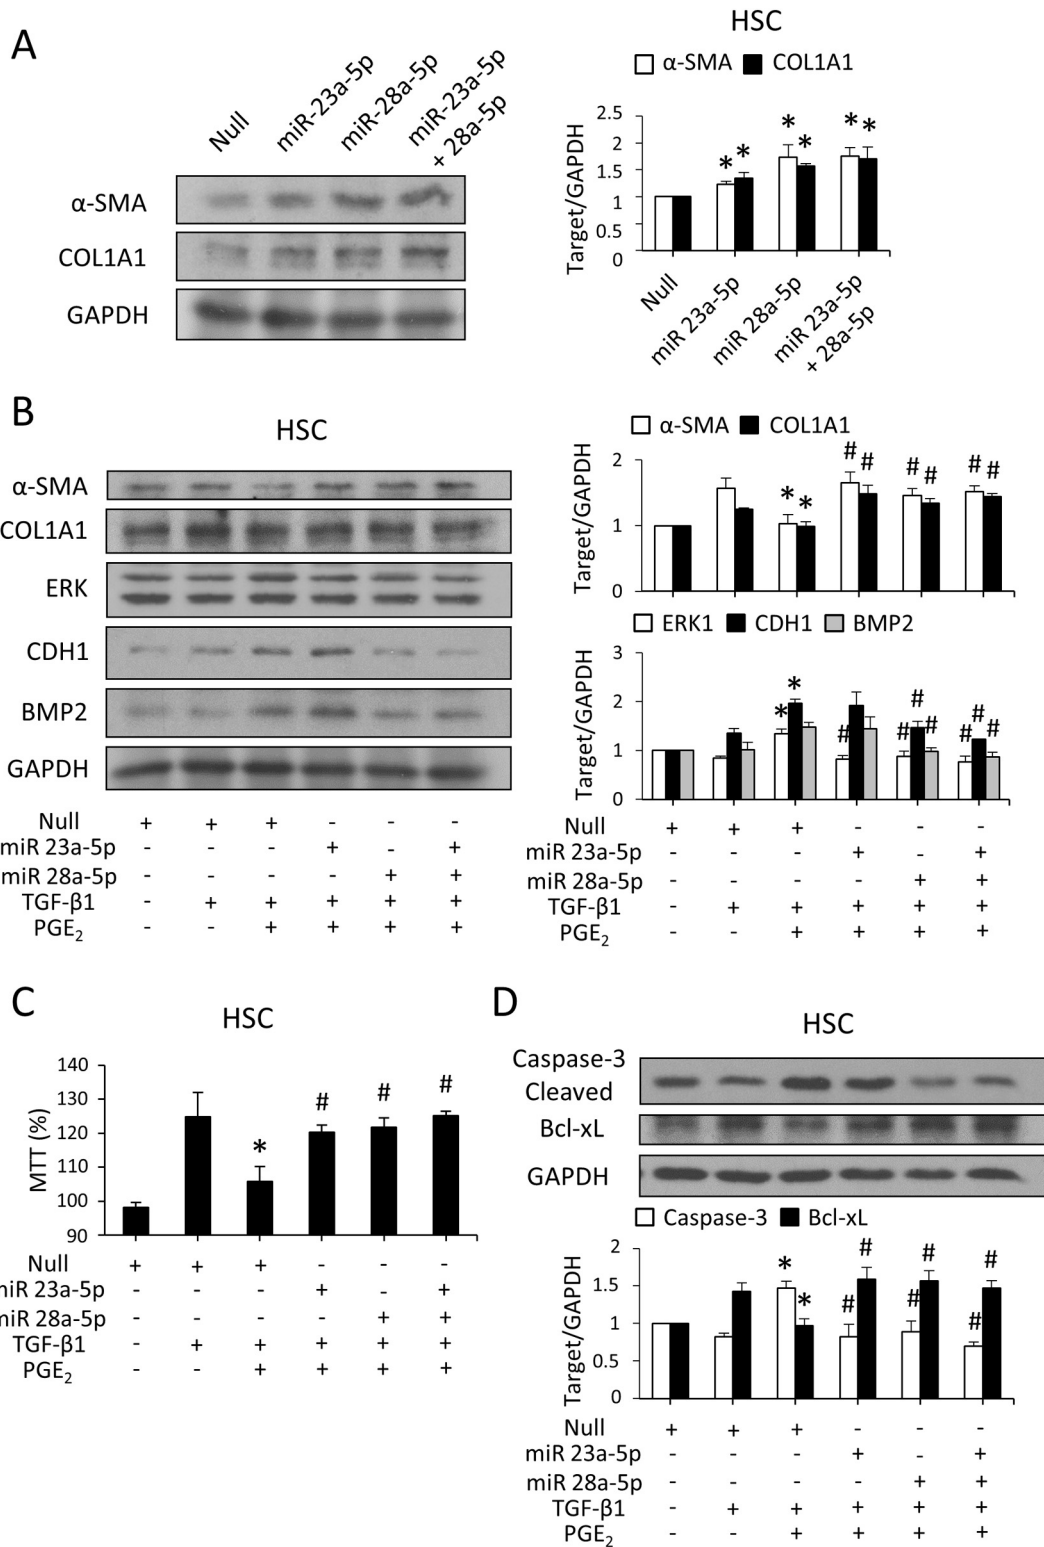 A
Null
miR-23a-5p
miR-28a-5p
miR-23a-5p
+ 28a-5p
α-SMA
COL1A1
GAPDH
HSC
α-SMA COL1A1
Target/GAPDH
2.5
2
1.5
1
0.5
0
* * * * * *
Null
miR 23a-5p
miR 28a-5p
miR 23a-5p
+ 28a-5p
B
HSC
α-SMA
COL1A1
ERK
CDH1
BMP2
GAPDH
Null + + + - - -
miR 23a-5p - - - + - +
miR 28a-5p - - - - + +
TGF-β1 - + + + + +
PGE2 - - + + + +
α-SMA COL1A1
Target/GAPDH
2
1
0
* * # # # # # #
ERK1 CDH1 BMP2
Target/GAPDH
3
2
1
0
* * # # # # # # #
Null + + + - - -
miR 23a-5p - - - + - +
miR 28a-5p - - - - + +
TGF-β1 - + + + + +
PGE2 - - + + + +
C
HSC
MTT (%)
140
130
120
110
100
90
* # # #
Null + + + - - -
miR 23a-5p - - - + - +
miR 28a-5p - - - - + +
TGF-β1 - + + + + +
PGE2 - - + + + +
D
HSC
Caspase-3
Cleaved
Bcl-xL
GAPDH
Caspase-3 Bcl-xL
Target/GAPDH
2
1.5
1
0.5
0
* * # # # # # #
Null + + + - - -
miR 23a-5p - - - + - +
miR 28a-5p - - - - + +
TGF-β1 - + + + + +
PGE2 - - + + + +